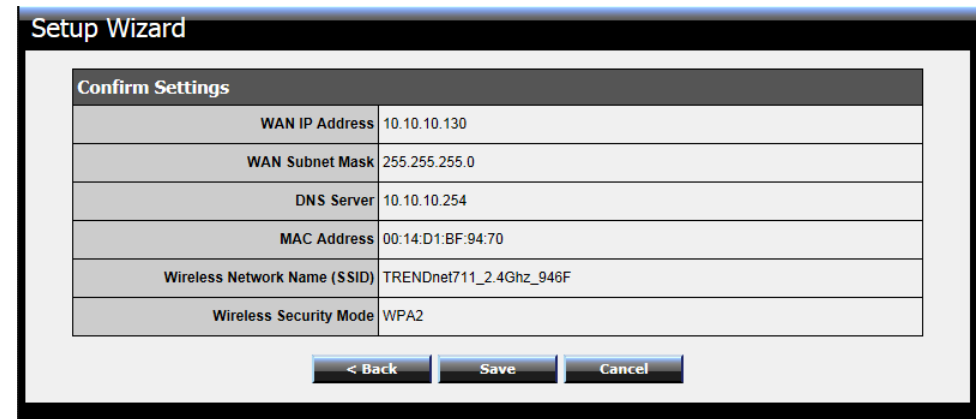 Setup Wizard
Confirm Settings
WAN IP Address 10.10.10.130
WAN Subnet Mask 255.255.255.0
DNS Server 10.10.10.254
MAC Address 00:14:D1:BF:94:70
Wireless Network Name (SSID) TRENDnet711_2.4Ghz_946F
Wireless Security Mode WPA2
< Back Save Cancel